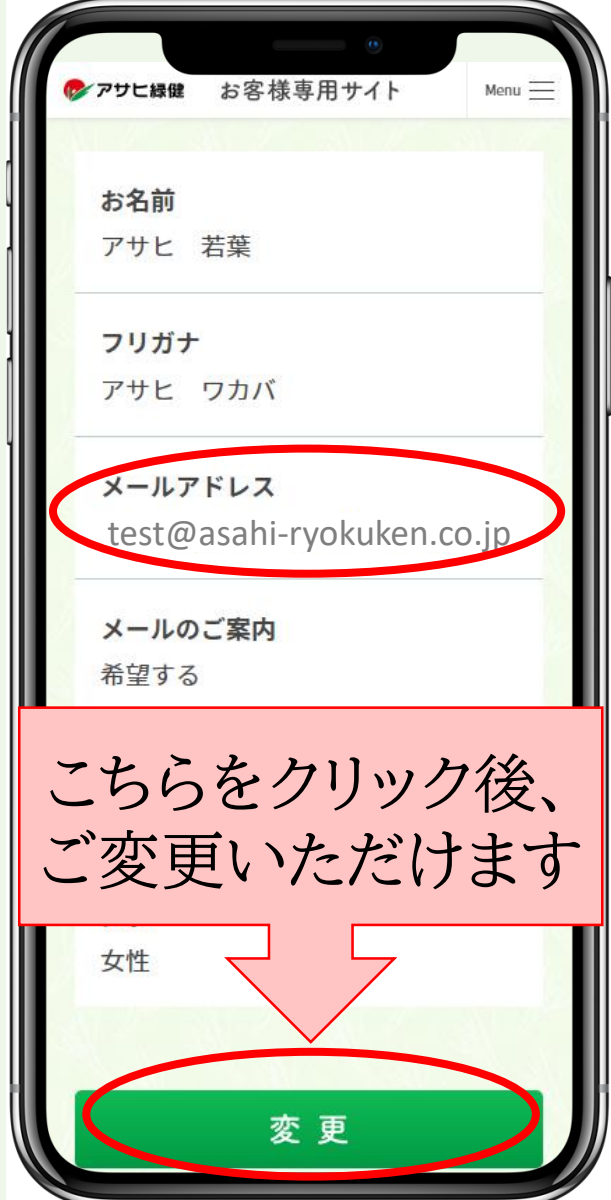 アサヒ緑健 お客様専用サイト Menu
お名前
アサヒ 若葉
フリガナ
アサヒ ワカバ
メールアドレス
test@asahi-ryokuken.co.jp
メールのご案内
希望する
こちらをクリック後、
ご変更いただけます
女性
変更